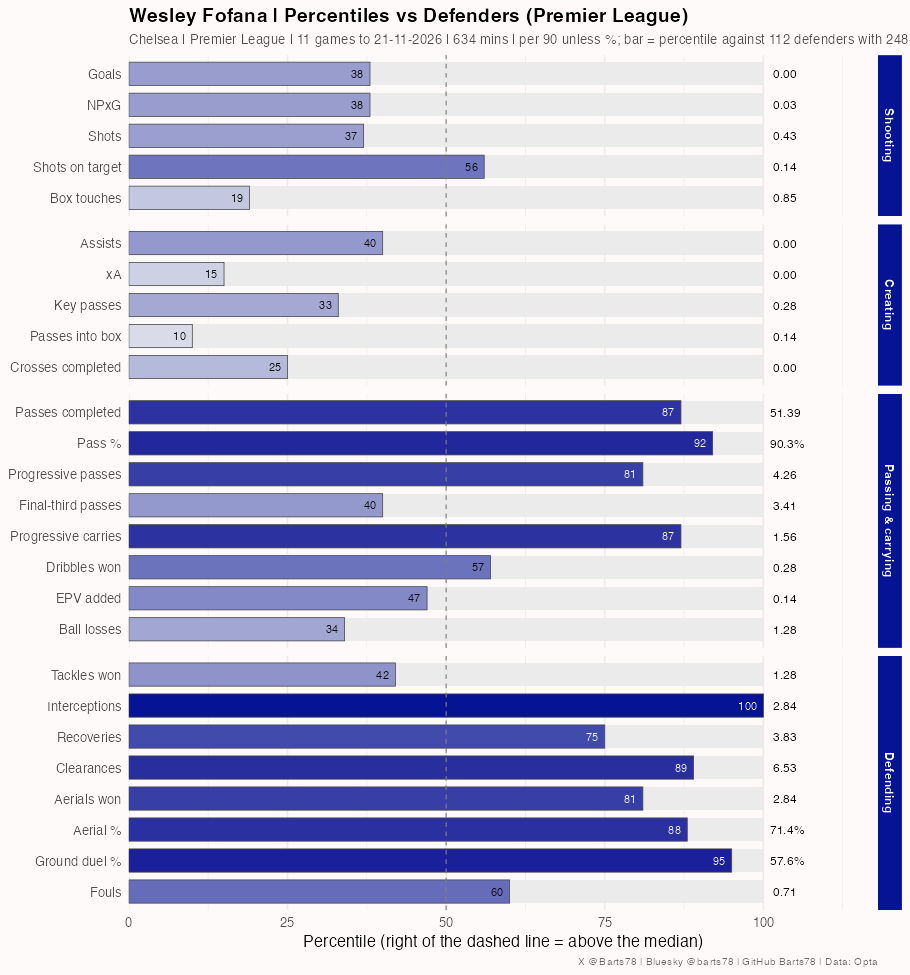 Wesley Fofana | Percentiles vs Defenders (Premier League)
Chelsea | Premier League | 11 games to 21-11-2026 | 634 mins | per 90 unless %; bar = percentile against 112 defenders with 248
Shooting
Goals 38 0.00
NPxG 38 0.03
Shots 37 0.43
Shots on target 56 0.14
Box touches 19 0.85
Creating
Assists 40 0.00
xA 15 0.00
Key passes 33 0.28
Passes into box 10 0.14
Crosses completed 25 0.00
Passing & carrying
Passes completed 87 51.39
Pass % 92 90.3%
Progressive passes 81 4.26
Final-third passes 40 3.41
Progressive carries 87 1.56
Dribbles won 57 0.28
EPV added 47 0.14
Ball losses 34 1.28
Defending
Tackles won 42 1.28
Interceptions 100 2.84
Recoveries 75 3.83
Clearances 89 6.53
Aerials won 81 2.84
Aerial % 88 71.4%
Ground duel % 95 57.6%
Fouls 60 0.71
0 25 50 75 100
Percentile (right of the dashed line = above the median)
X @Barts78 | Bluesky @barts78 | GitHub Barts78 | Data: Opta